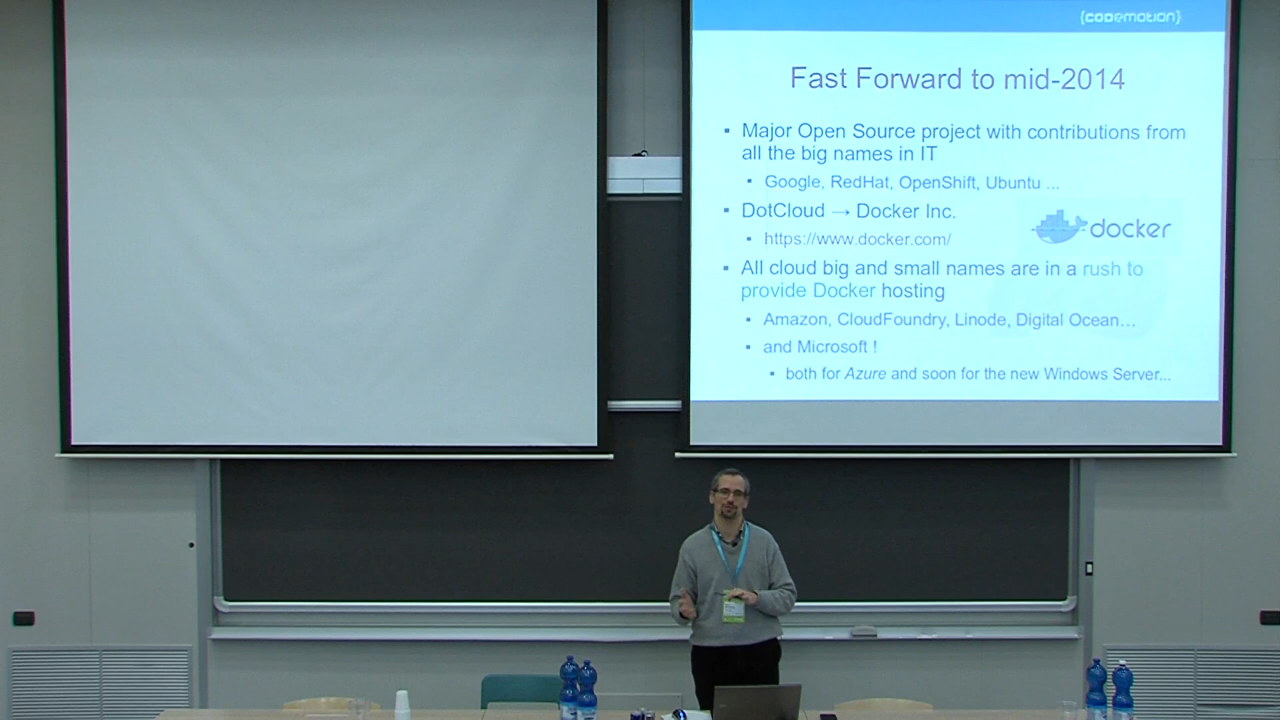 {codemotion}
Fast Forward to mid-2014
▪ Major Open Source project with contributions from
all the big names in IT
▪ Google, RedHat, OpenShift, Ubuntu ...
▪ DotCloud → Docker Inc.
▪ https://www.docker.com/
docker
▪ All cloud big and small names are in a rush to
provide Docker hosting
▪ Amazon, CloudFoundry, Linode, Digital Ocean…
▪ and Microsoft !
▪ both for Azure and soon for the new Windows Server...